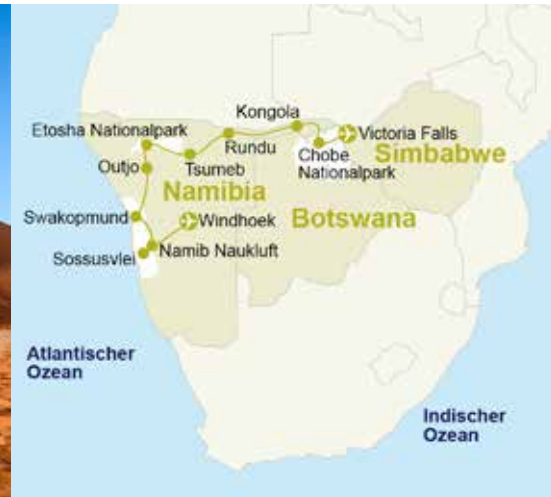 Kongola
Etosha Nationalpark
Victoria Falls
Rundu
Chobe
Nationalpark
Simbabwe
Outjo
Tsumeb
Namibia
Swakopmund
Windhoek
Botswana
Namib Naukluft
Sossusvlei
Atlantischer
Ozean
Indischer
Ozean